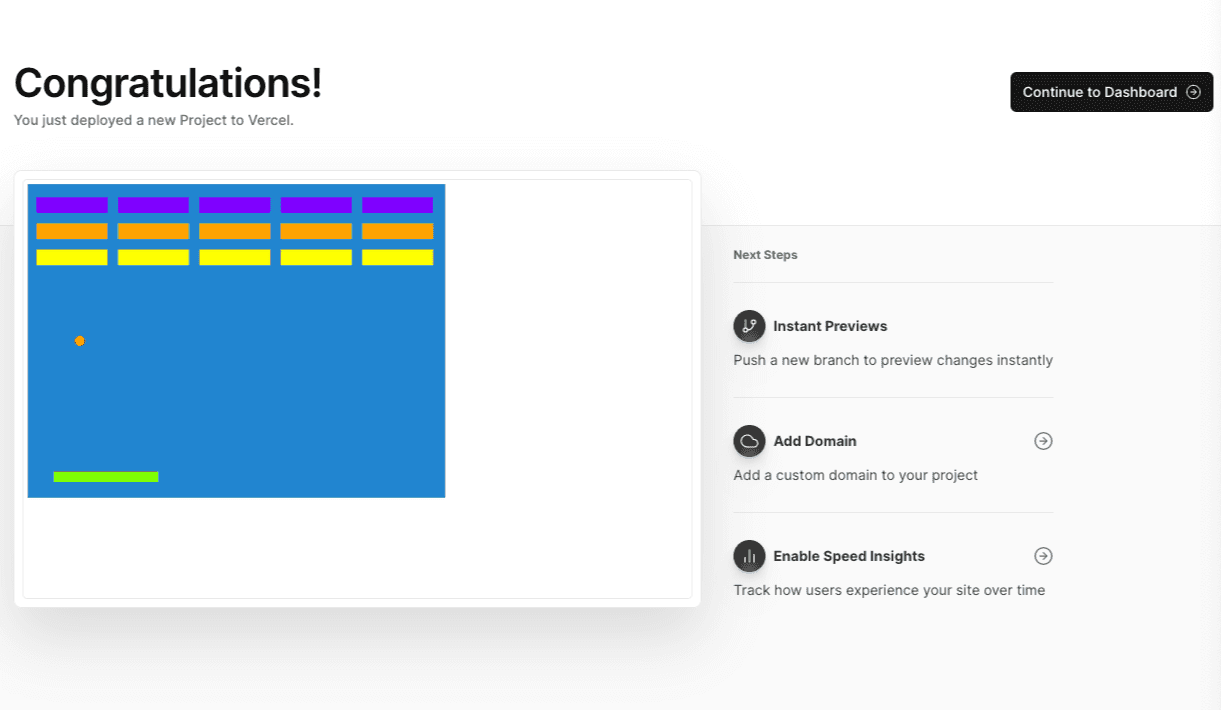 Congratulations!
You just deployed a new Project to Vercel.
Continue to Dashboard
Next Steps
Instant Previews
Push a new branch to preview changes instantly
Add Domain
Add a custom domain to your project
Enable Speed Insights
Track how users experience your site over time